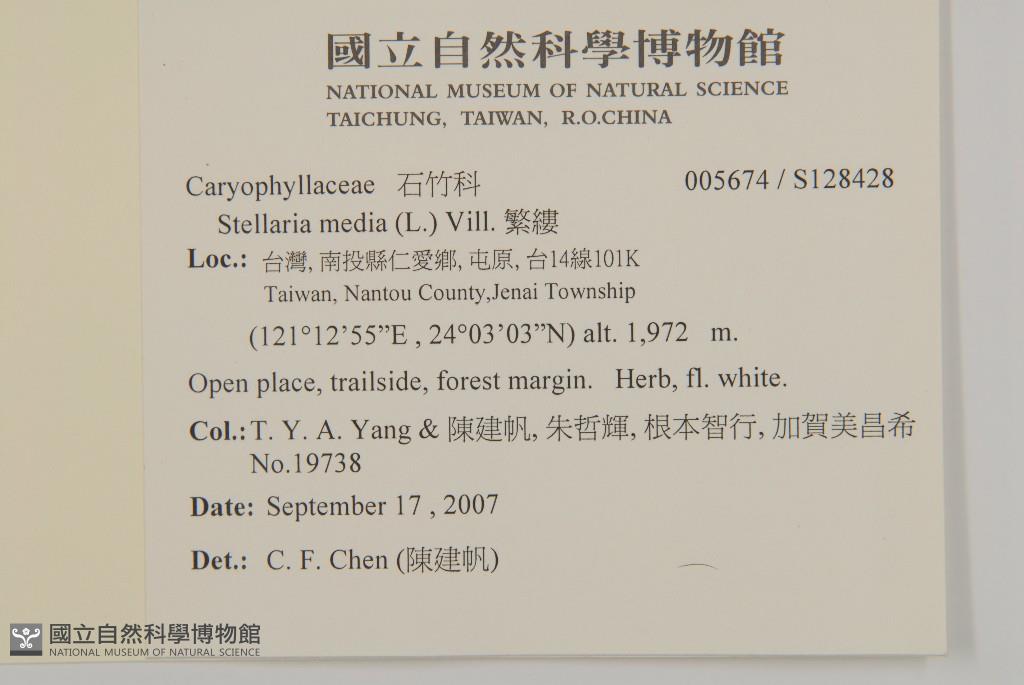 國立自然科學博物館
NATIONAL MUSEUM OF NATURAL SCIENCE
TAICHUNG, TAIWAN, R.O.CHINA
Caryophyllaceae 石竹科 005674 / S128428
Stellaria media (L.) Vill. 繁縷
Loc.: 台灣, 南投縣仁愛鄉, 屯原, 台14線101K
Taiwan, Nantou County,Jenai Township
(121°12’55”E , 24°03’03”N) alt. 1,972 m.
Open place, trailside, forest margin. Herb, fl. white.
Col.: T. Y. A. Yang & 陳建帆, 朱哲輝, 根本智行, 加賀美昌希
No.19738
Date: September 17 , 2007
Det.: C. F. Chen (陳建帆)
國立自然科學博物館
NATIONAL MUSEUM OF NATURAL SCIENCE